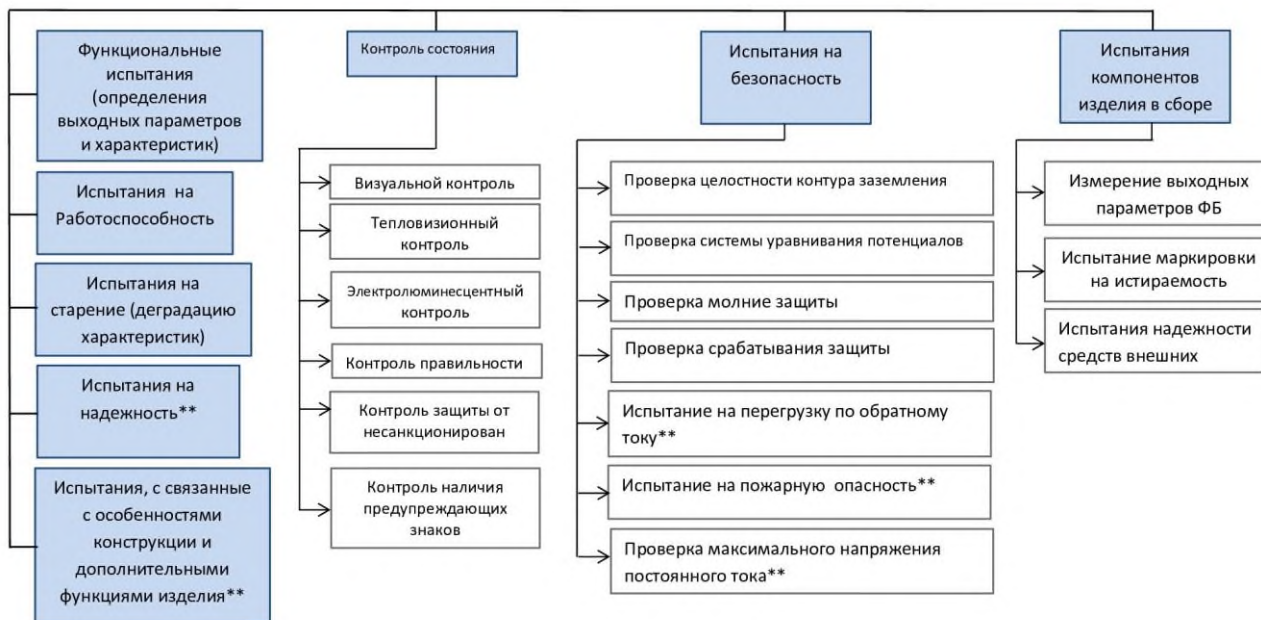 Функциональные
испытания
(определения
выходных параметров
и характеристик)
Испытания на
Работоспособность
Испытания на
старение (деградацию
характеристик)
Испытания на
надежность**
Испытания, с связанные
с особенностями
конструкции и
дополнительными
функциями изделия**
Контроль состояния
Визуальной контроль
Тепловизионный
контроль
Электролюминесцентный
контроль
Контроль правильности
Контроль защиты от
несанкционирован
Контроль наличия
предупреждающих
знаков
Испытания на
безопасность
Проверка целостности контура заземления
Проверка системы уравнивания потенциалов
Проверка молние защиты
Проверка срабатывания защиты
Испытание на перегрузку по обратному
току**
Испытание на пожарную опасность**
Проверка максимального напряжения
постоянного тока**
Испытания
компонентов
изделия в сборе
Измерение выходных
параметров ФБ
Испытание маркировки
на истираемость
Испытания надежности
средств внешних